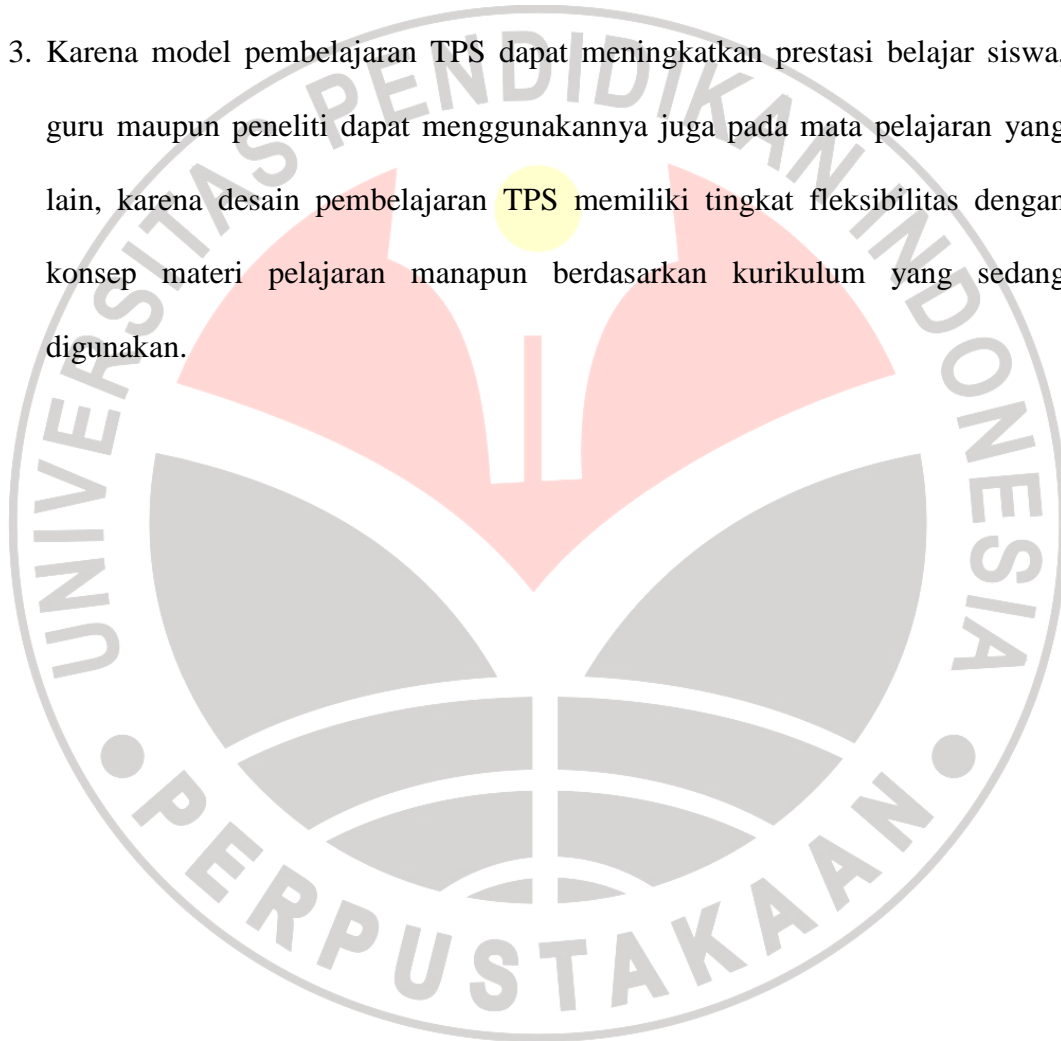 3. Karena model pembelajaran TPS dapat meningkatkan prestasi belajar siswa,
guru maupun peneliti dapat menggunakannya juga pada mata pelajaran yang
lain, karena desain pembelajaran TPS memiliki tingkat fleksibilitas dengan
konsep materi pelajaran manapun berdasarkan kurikulum yang sedang
digunakan.
UNIVERSITAS PENDIDIKAN INDONESIA
PERPUSTAKAAN